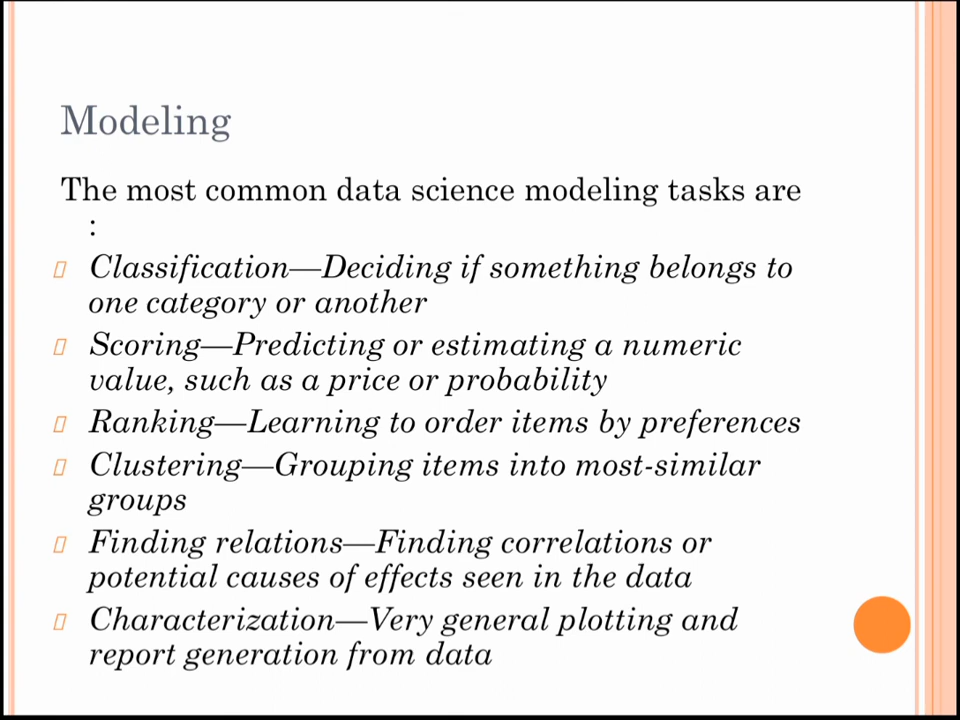 Modeling
The most common data science modeling tasks are
:
Classification—Deciding if something belongs to
one category or another
Scoring—Predicting or estimating a numeric
value, such as a price or probability
Ranking—Learning to order items by preferences
Clustering—Grouping items into most-similar
groups
Finding relations—Finding correlations or
potential causes of effects seen in the data
Characterization—Very general plotting and
report generation from data